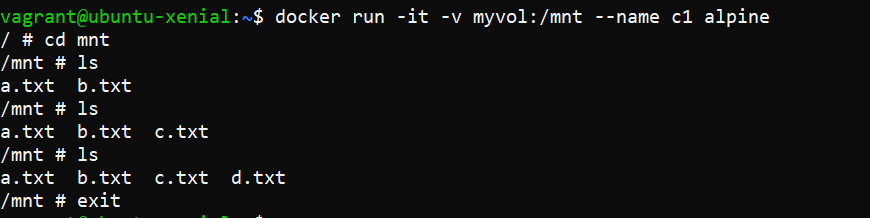 vagrant@ubuntu-xenial:~$ docker run -it -v myvol:/mnt --name c1 alpine
/ # cd mnt
/mnt # ls
a.txt  b.txt
/mnt # ls
a.txt  b.txt  c.txt
/mnt # ls
a.txt  b.txt  c.txt  d.txt
/mnt # exit